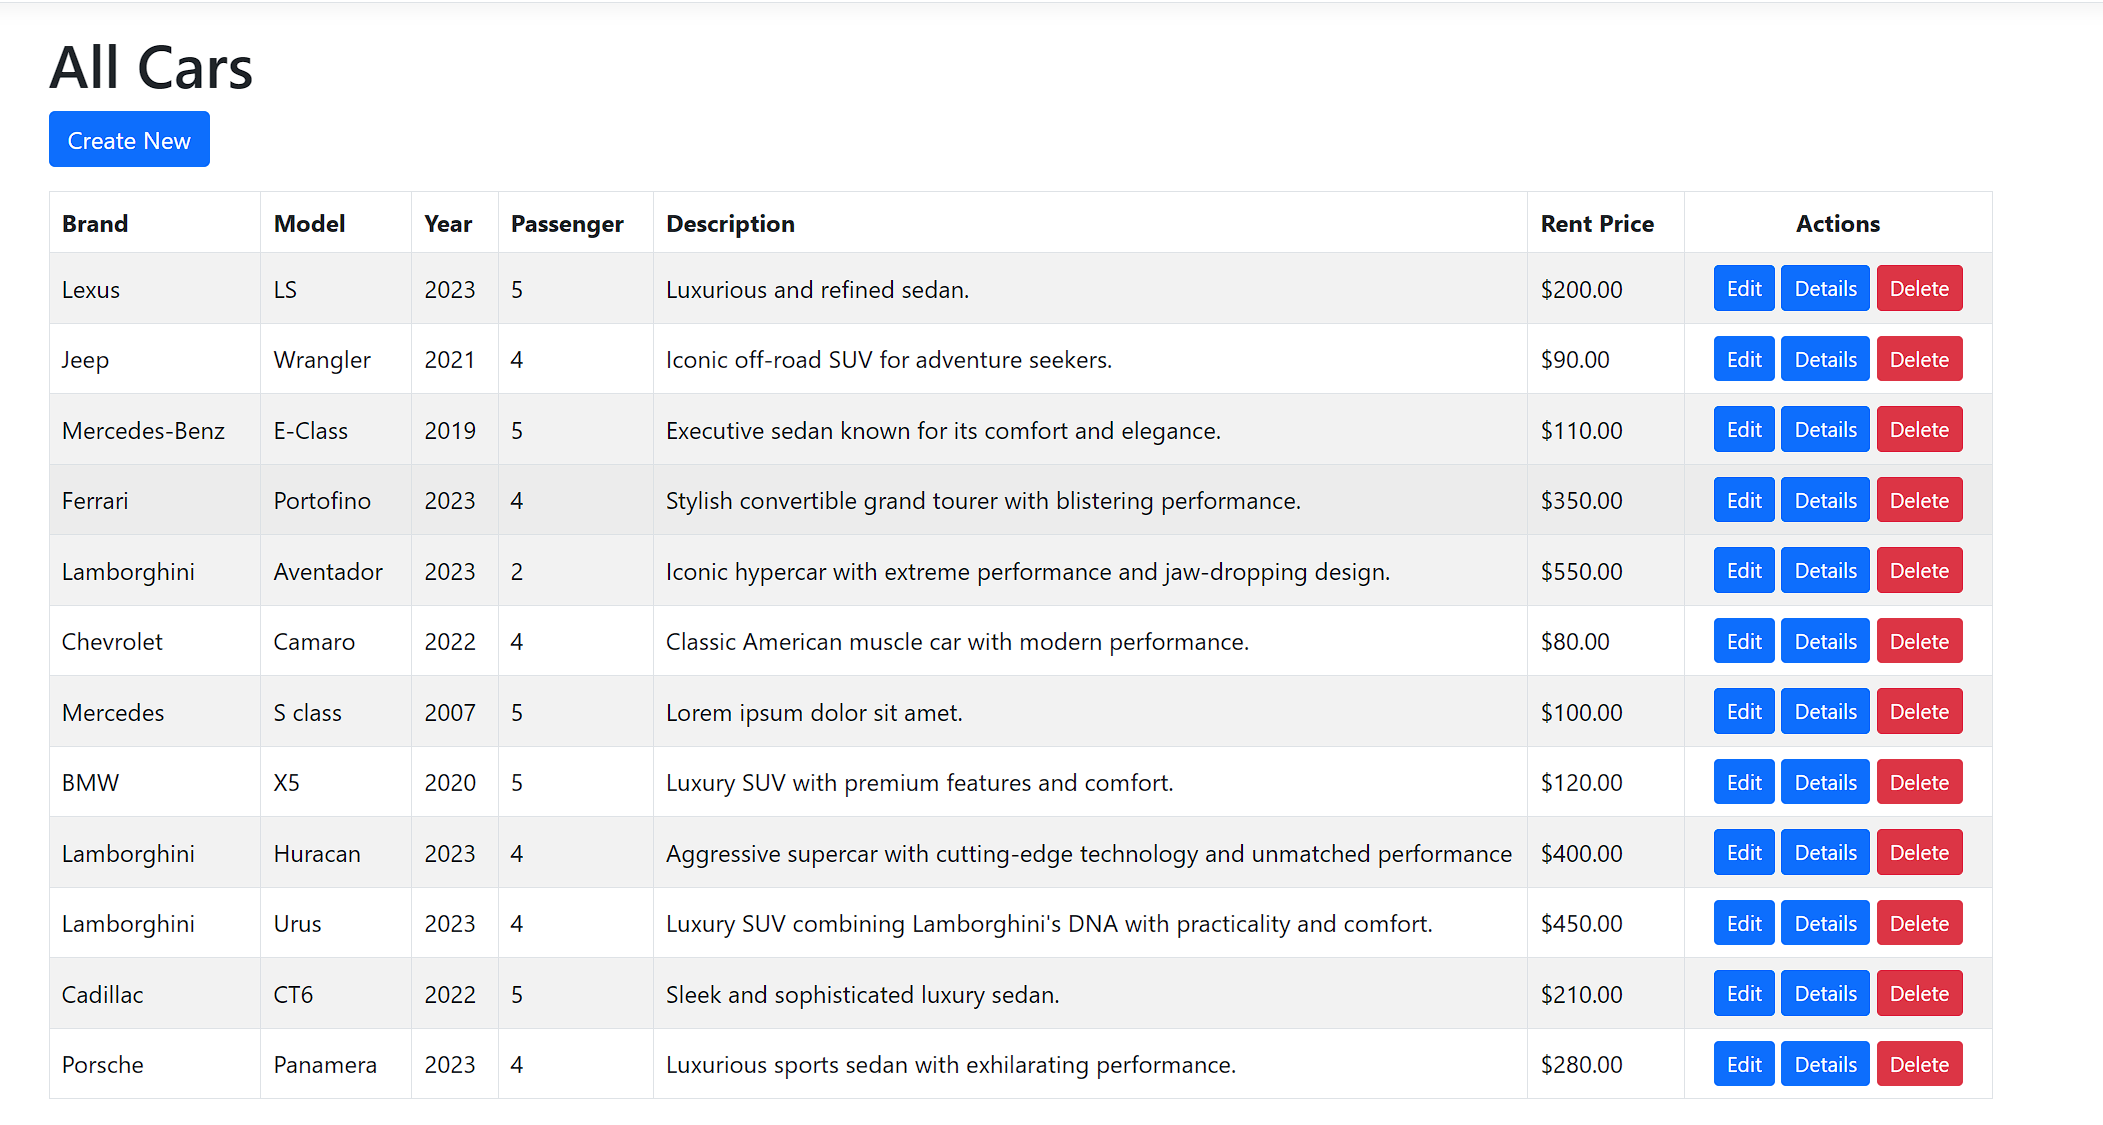 All Cars
Create New
Brand Model Year Passenger Description Rent Price Actions
Lexus LS 2023 5 Luxurious and refined sedan. $200.00 Edit Details Delete
Jeep Wrangler 2021 4 Iconic off-road SUV for adventure seekers. $90.00 Edit Details Delete
Mercedes-Benz E-Class 2019 5 Executive sedan known for its comfort and elegance. $110.00 Edit Details Delete
Ferrari Portofino 2023 4 Stylish convertible grand tourer with blistering performance. $350.00 Edit Details Delete
Lamborghini Aventador 2023 2 Iconic hypercar with extreme performance and jaw-dropping design. $550.00 Edit Details Delete
Chevrolet Camaro 2022 4 Classic American muscle car with modern performance. $80.00 Edit Details Delete
Mercedes S class 2007 5 Lorem ipsum dolor sit amet. $100.00 Edit Details Delete
BMW X5 2020 5 Luxury SUV with premium features and comfort. $120.00 Edit Details Delete
Lamborghini Huracan 2023 4 Aggressive supercar with cutting-edge technology and unmatched performance $400.00 Edit Details Delete
Lamborghini Urus 2023 4 Luxury SUV combining Lamborghini's DNA with practicality and comfort. $450.00 Edit Details Delete
Cadillac CT6 2022 5 Sleek and sophisticated luxury sedan. $210.00 Edit Details Delete
Porsche Panamera 2023 4 Luxurious sports sedan with exhilarating performance. $280.00 Edit Details Delete